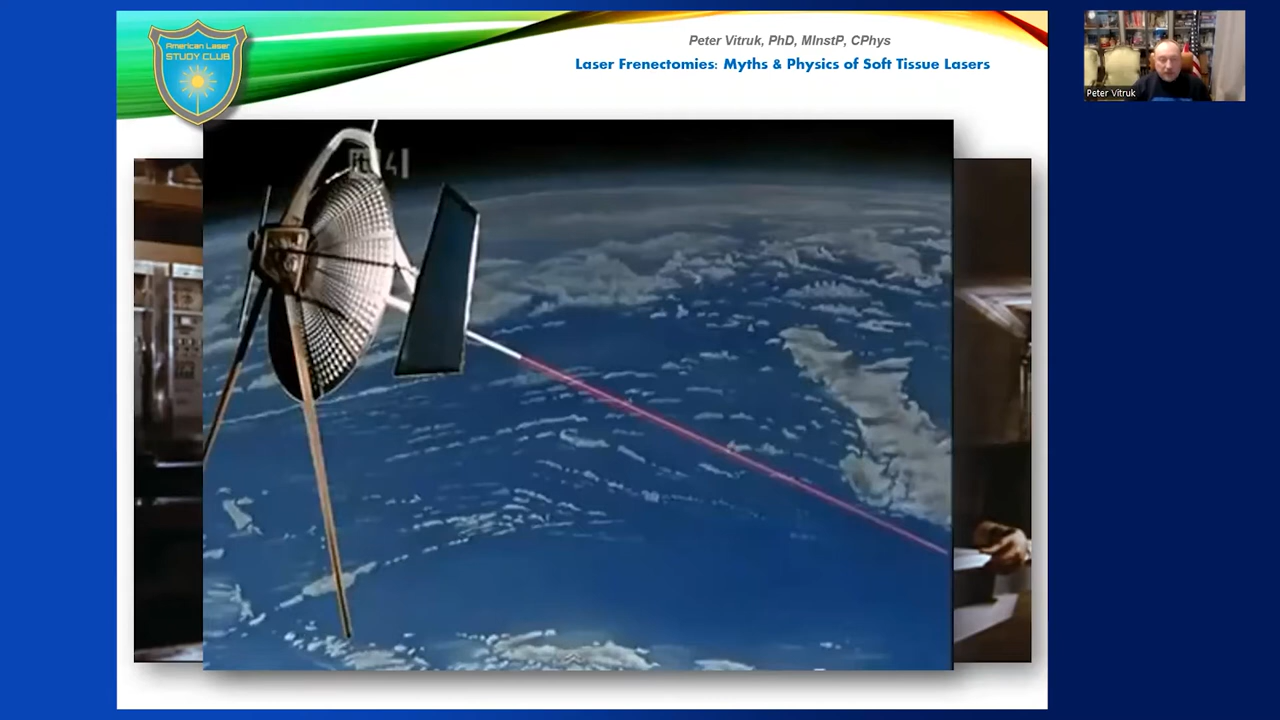 American Laser
STUDY CLUB
Peter Vitruk, PhD, MInstP, CPhys
Laser Frenectomies: Myths & Physics of Soft Tissue Lasers
Peter Vitruk